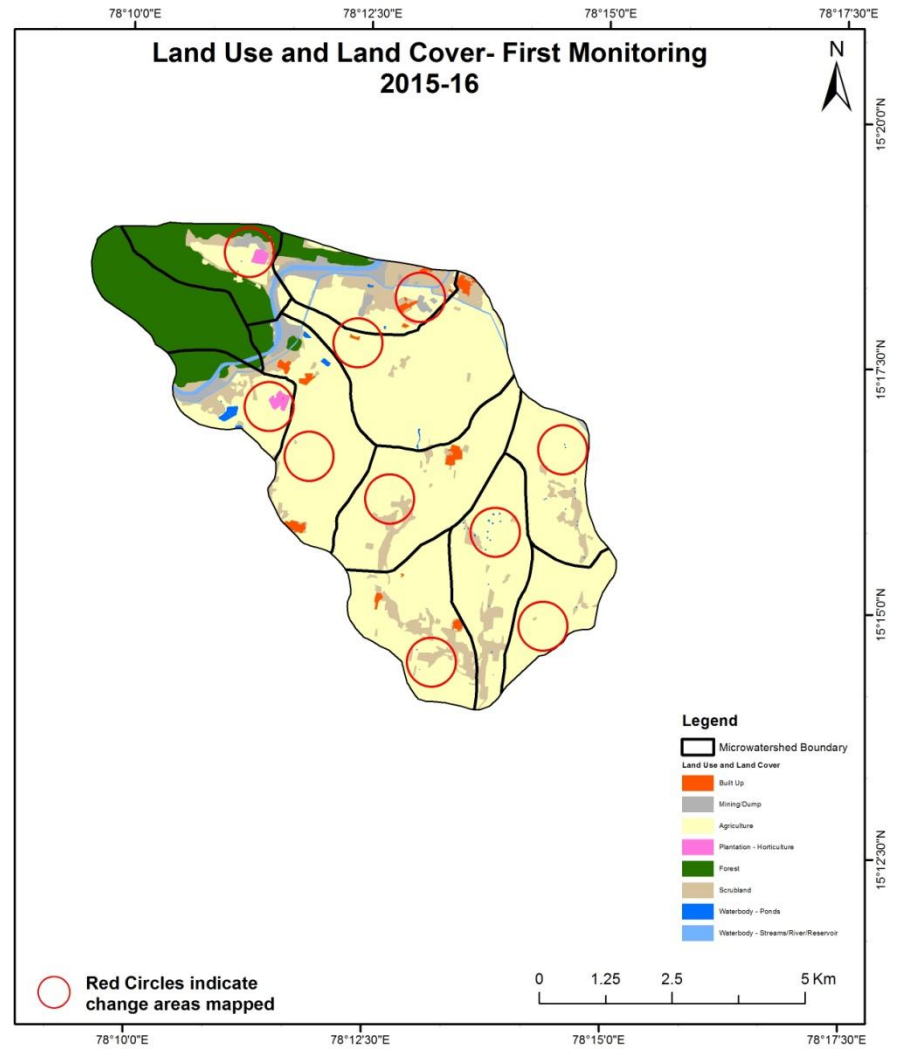 78°10'0"E 78°12'30"E 78°15'0"E 78°17'30"E
Land Use and Land Cover- First Monitoring
2015-16
N
15°20'0"N
15°17'30"N
15°15'0"N
15°12'30"N
Legend
Microwatershed Boundary
Land Use and Land Cover
Built Up
Mining/Dump
Agriculture
Plantation - Horticulture
Forest
Scrubland
Waterbody - Ponds
Waterbody - Streams/River/Reservoir
Red Circles indicate
change areas mapped
0 1.25 2.5 5 Km
78°10'0"E 78°12'30"E 78°15'0"E 78°17'30"E